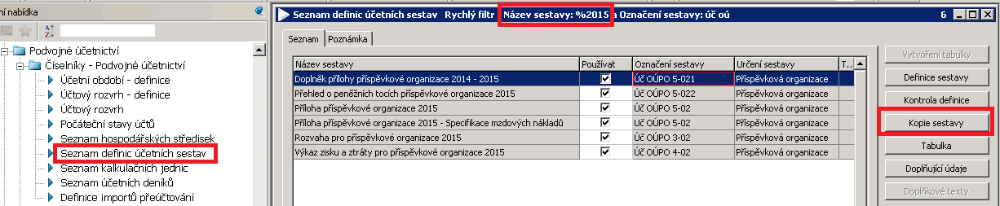 ní nabídka
Podvojné účetnictví
Číselníky - Podvojné účetnictví
Účetní období - definice
Účtový rozvrh - definice
Účtový rozvrh
Počáteční stavy účtů
Seznam hospodářských středisek
Seznam definic účetních sestav
Seznam kalkulačních jednic
Seznam účetních deníků
Definice importů přeúčtování
Seznam definic účetních sestav Rychlý filtr Název sestavy: %2015 a Označení sestavy: úč oú 6
Seznam Poznámka
Název sestavy Používat Označení sestavy Určení sestavy T..
Doplněk přílohy příspěvkové organizace 2014 - 2015 Úč OÚPO 5-021 Příspěvková organizace
Přehled o peněžních tocích příspěvkové organizace 2015 Úč OÚPO 5-022 Příspěvková organizace
Příloha příspěvkové organizace 2015 Úč OÚPO 5-02 Příspěvková organizace
Příloha příspěvkové organizace 2015 - Specifikace mzdových nákladů Úč OÚPO 5-02 Příspěvková organizace
Rozvaha pro příspěvkové organizace 2015 Úč OÚPO 3-02 Příspěvková organizace
Výkaz zisku a ztráty pro příspěvkové organizace 2015 Úč OÚPO 4-02 Příspěvková organizace
Vytvoření tabulky
Definice sestavy
Kontrola definice
Kopie sestavy
Tabulka
Doplňující údaje
Doplňkové texty